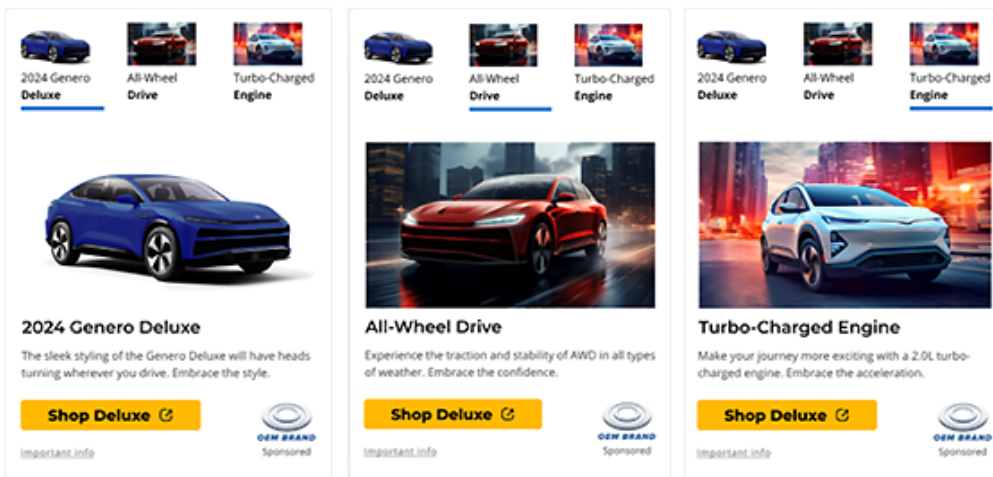 2024 Genero
Deluxe
All-Wheel
Drive
Turbo-Charged
Engine
2024 Genero Deluxe
The sleek styling of the Genero Deluxe will have heads
turning wherever you drive. Embrace the style.
Shop Deluxe
OEM BRAND
Important info
Sponsored
2024 Genero
Deluxe
All-Wheel
Drive
Turbo-Charged
Engine
All-Wheel Drive
Experience the traction and stability of AWD in all types
of weather. Embrace the confidence.
Shop Deluxe
OEM BRAND
Important info
Sponsored
2024 Genero
Deluxe
All-Wheel
Drive
Turbo-Charged
Engine
Turbo-Charged Engine
Make your journey more exciting with a 2.0L turbo-
charged engine. Embrace the acceleration.
Shop Deluxe
OEM BRAND
Important info
Sponsored